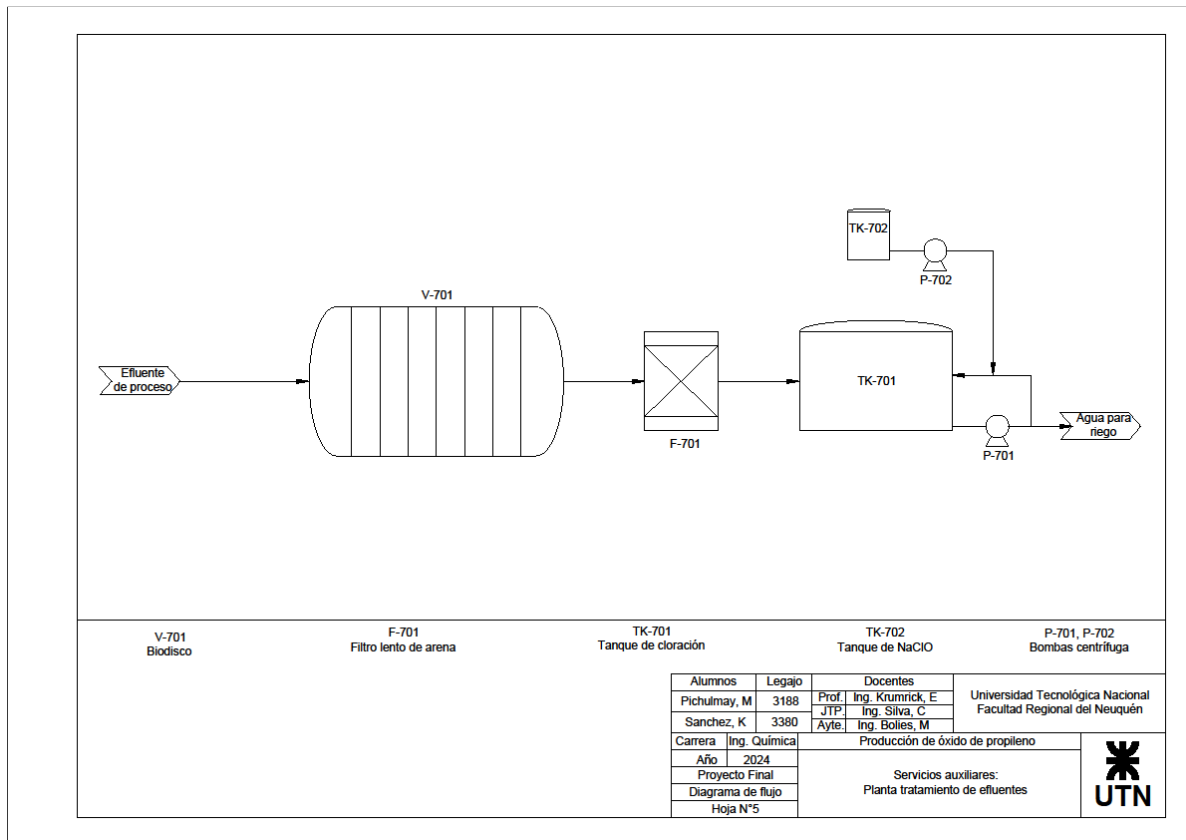 TK-702
P-702
V-701
Efluente
de proceso
TK-701
F-701
Agua para
riego
P-701
V-701
Biodisco
F-701
Filtro lento de arena
TK-701
Tanque de cloración
TK-702
Tanque de NaClO
P-701, P-702
Bombas centrífuga
Alumnos Legajo Docentes
Pichulmay, M 3188 Prof. Ing. Krumrick, E
JTP. Ing. Silva, C
Sanchez, K 3380 Ayte. Ing. Bolies, M
Universidad Tecnológica Nacional
Facultad Regional del Neuquén
Carrera Ing. Química Producción de óxido de propileno
Año 2024
Proyecto Final
Diagrama de flujo
Hoja N°5
Servicios auxiliares:
Planta tratamiento de efluentes
UTN